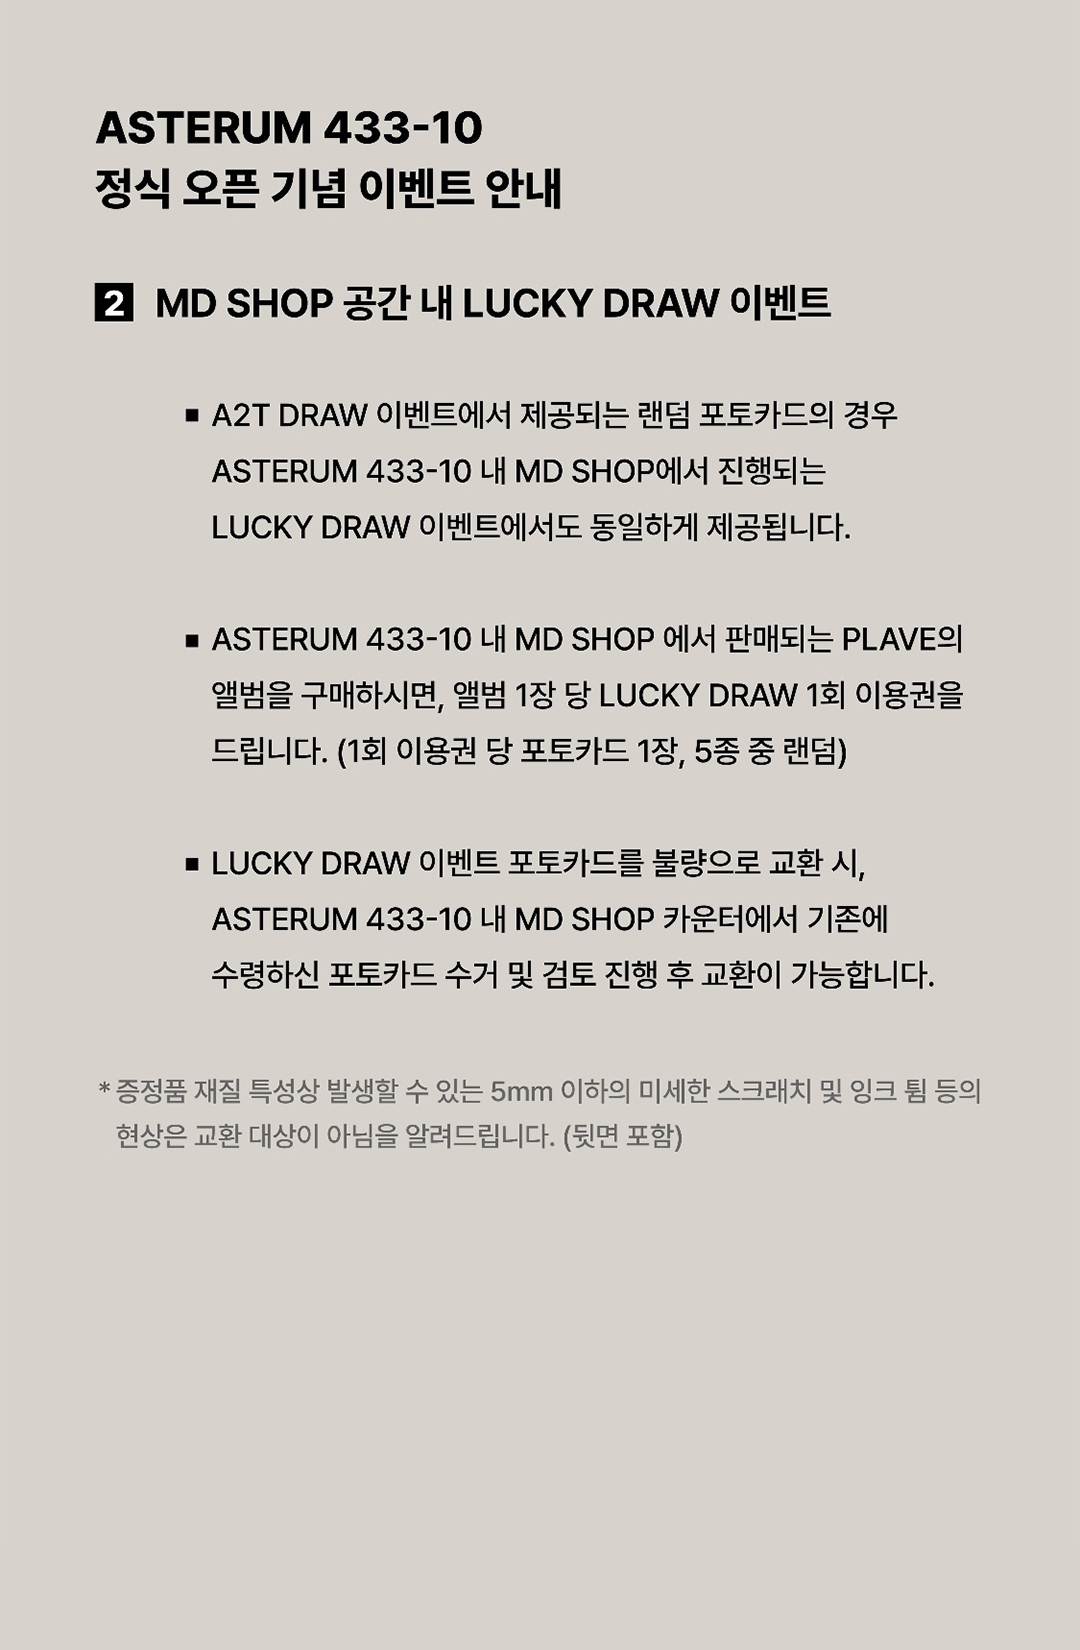 ASTERUM 433-10
정식 오픈 기념 이벤트 안내
2 MD SHOP 공간 내 LUCKY DRAW 이벤트
▪ A2T DRAW 이벤트에서 제공되는 랜덤 포토카드의 경우
ASTERUM 433-10 내 MD SHOP에서 진행되는
LUCKY DRAW 이벤트에서도 동일하게 제공됩니다.
▪ ASTERUM 433-10 내 MD SHOP 에서 판매되는 PLAVE의
앨범을 구매하시면, 앨범 1장 당 LUCKY DRAW 1회 이용권을
드립니다. (1회 이용권 당 포토카드 1장, 5종 중 랜덤)
▪ LUCKY DRAW 이벤트 포토카드를 불량으로 교환 시,
ASTERUM 433-10 내 MD SHOP 카운터에서 기존에
수령하신 포토카드 수거 및 검토 진행 후 교환이 가능합니다.
* 증정품 재질 특성상 발생할 수 있는 5mm 이하의 미세한 스크래치 및 잉크 튐 등의
현상은 교환 대상이 아님을 알려드립니다. (뒷면 포함)